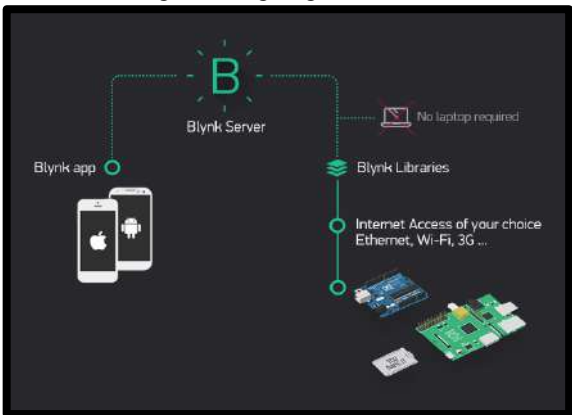 B
Blynk Server
No laptop required
Blynk app
Blynk Libraries
Internet Access of your choice
Ethernet, Wi-Fi, 3G ...